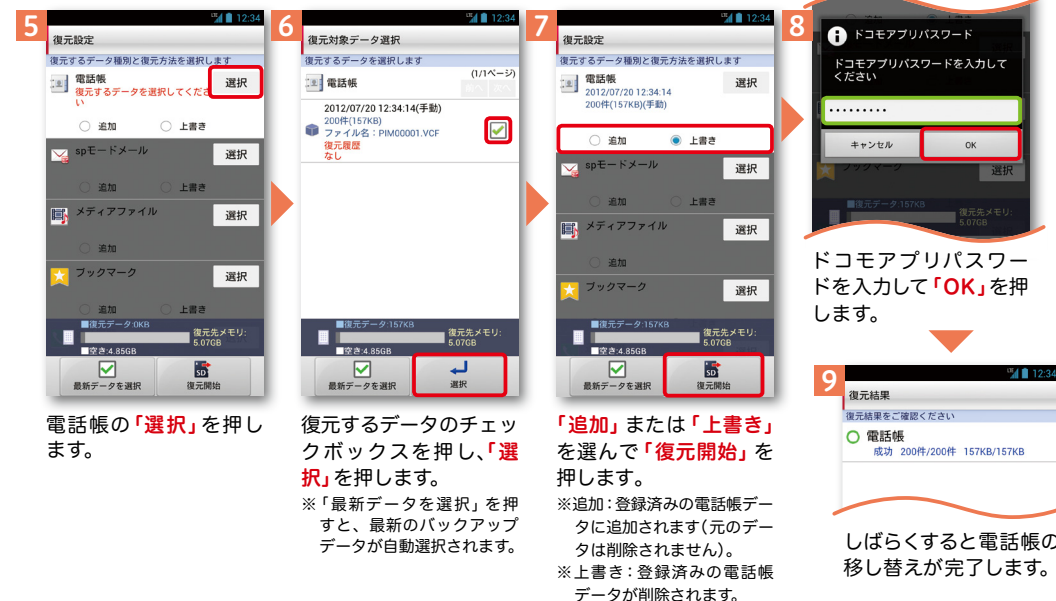 5
12:34
復元設定
復元するデータ種別と復元方法を選択します
電話帳
復元するデータを選択してくださ
い
選択
追加
上書き
spモードメール
選択
追加
上書き
メディアファイル
選択
追加
ブックマーク
選択
追加
上書き
■復元データ:0KB
復元先メモリ:
5.07GB
■空き:4.85GB
最新データを選択
復元開始
電話帳の「選択」を押し
ます。
6
12:34
復元対象データ選択
復元するデータを選択します
電話帳
(1/1ページ)
2012/07/20 12:34:14(手動)
200件(157KB)
ファイル名：PIM00001.VCF
復元履歴
なし
■復元データ:157KB
復元先メモリ:
5.07GB
■空き:4.85GB
最新データを選択
選択
復元するデータのチェッ
クボックスを押し、「選
択」を押します。
※「最新データを選択」を押
すと、最新のバックアップ
データが自動選択されます。
7
12:34
復元設定
復元するデータ種別と復元方法を選択します
電話帳
2012/07/20 12:34:14
200件(157KB)(手動)
選択
追加
上書き
spモードメール
選択
追加
上書き
メディアファイル
選択
追加
ブックマーク
選択
■復元データ:157KB
復元先メモリ:
5.07GB
■空き:4.85GB
最新データを選択
復元開始
「追加」または「上書き」
を選んで「復元開始」を
押します。
※追加：登録済みの電話帳デー
タに追加されます(元のデー
タは削除されません)。
※上書き：登録済みの電話帳
データが削除されます。
8
ドコモアプリパスワード
ドコモアプリパスワードを入力して
ください
•••••••••
キャンセル
OK
ブックマーク
選択
■復元データ:157KB
復元先メモリ:
5.07GB
ドコモアプリパスワー
ドを入力して「OK」を押
します。
9
12:34
復元結果
復元結果をご確認ください
電話帳
成功 200件/200件 157KB/157KB
しばらくすると電話帳の
移し替えが完了します。